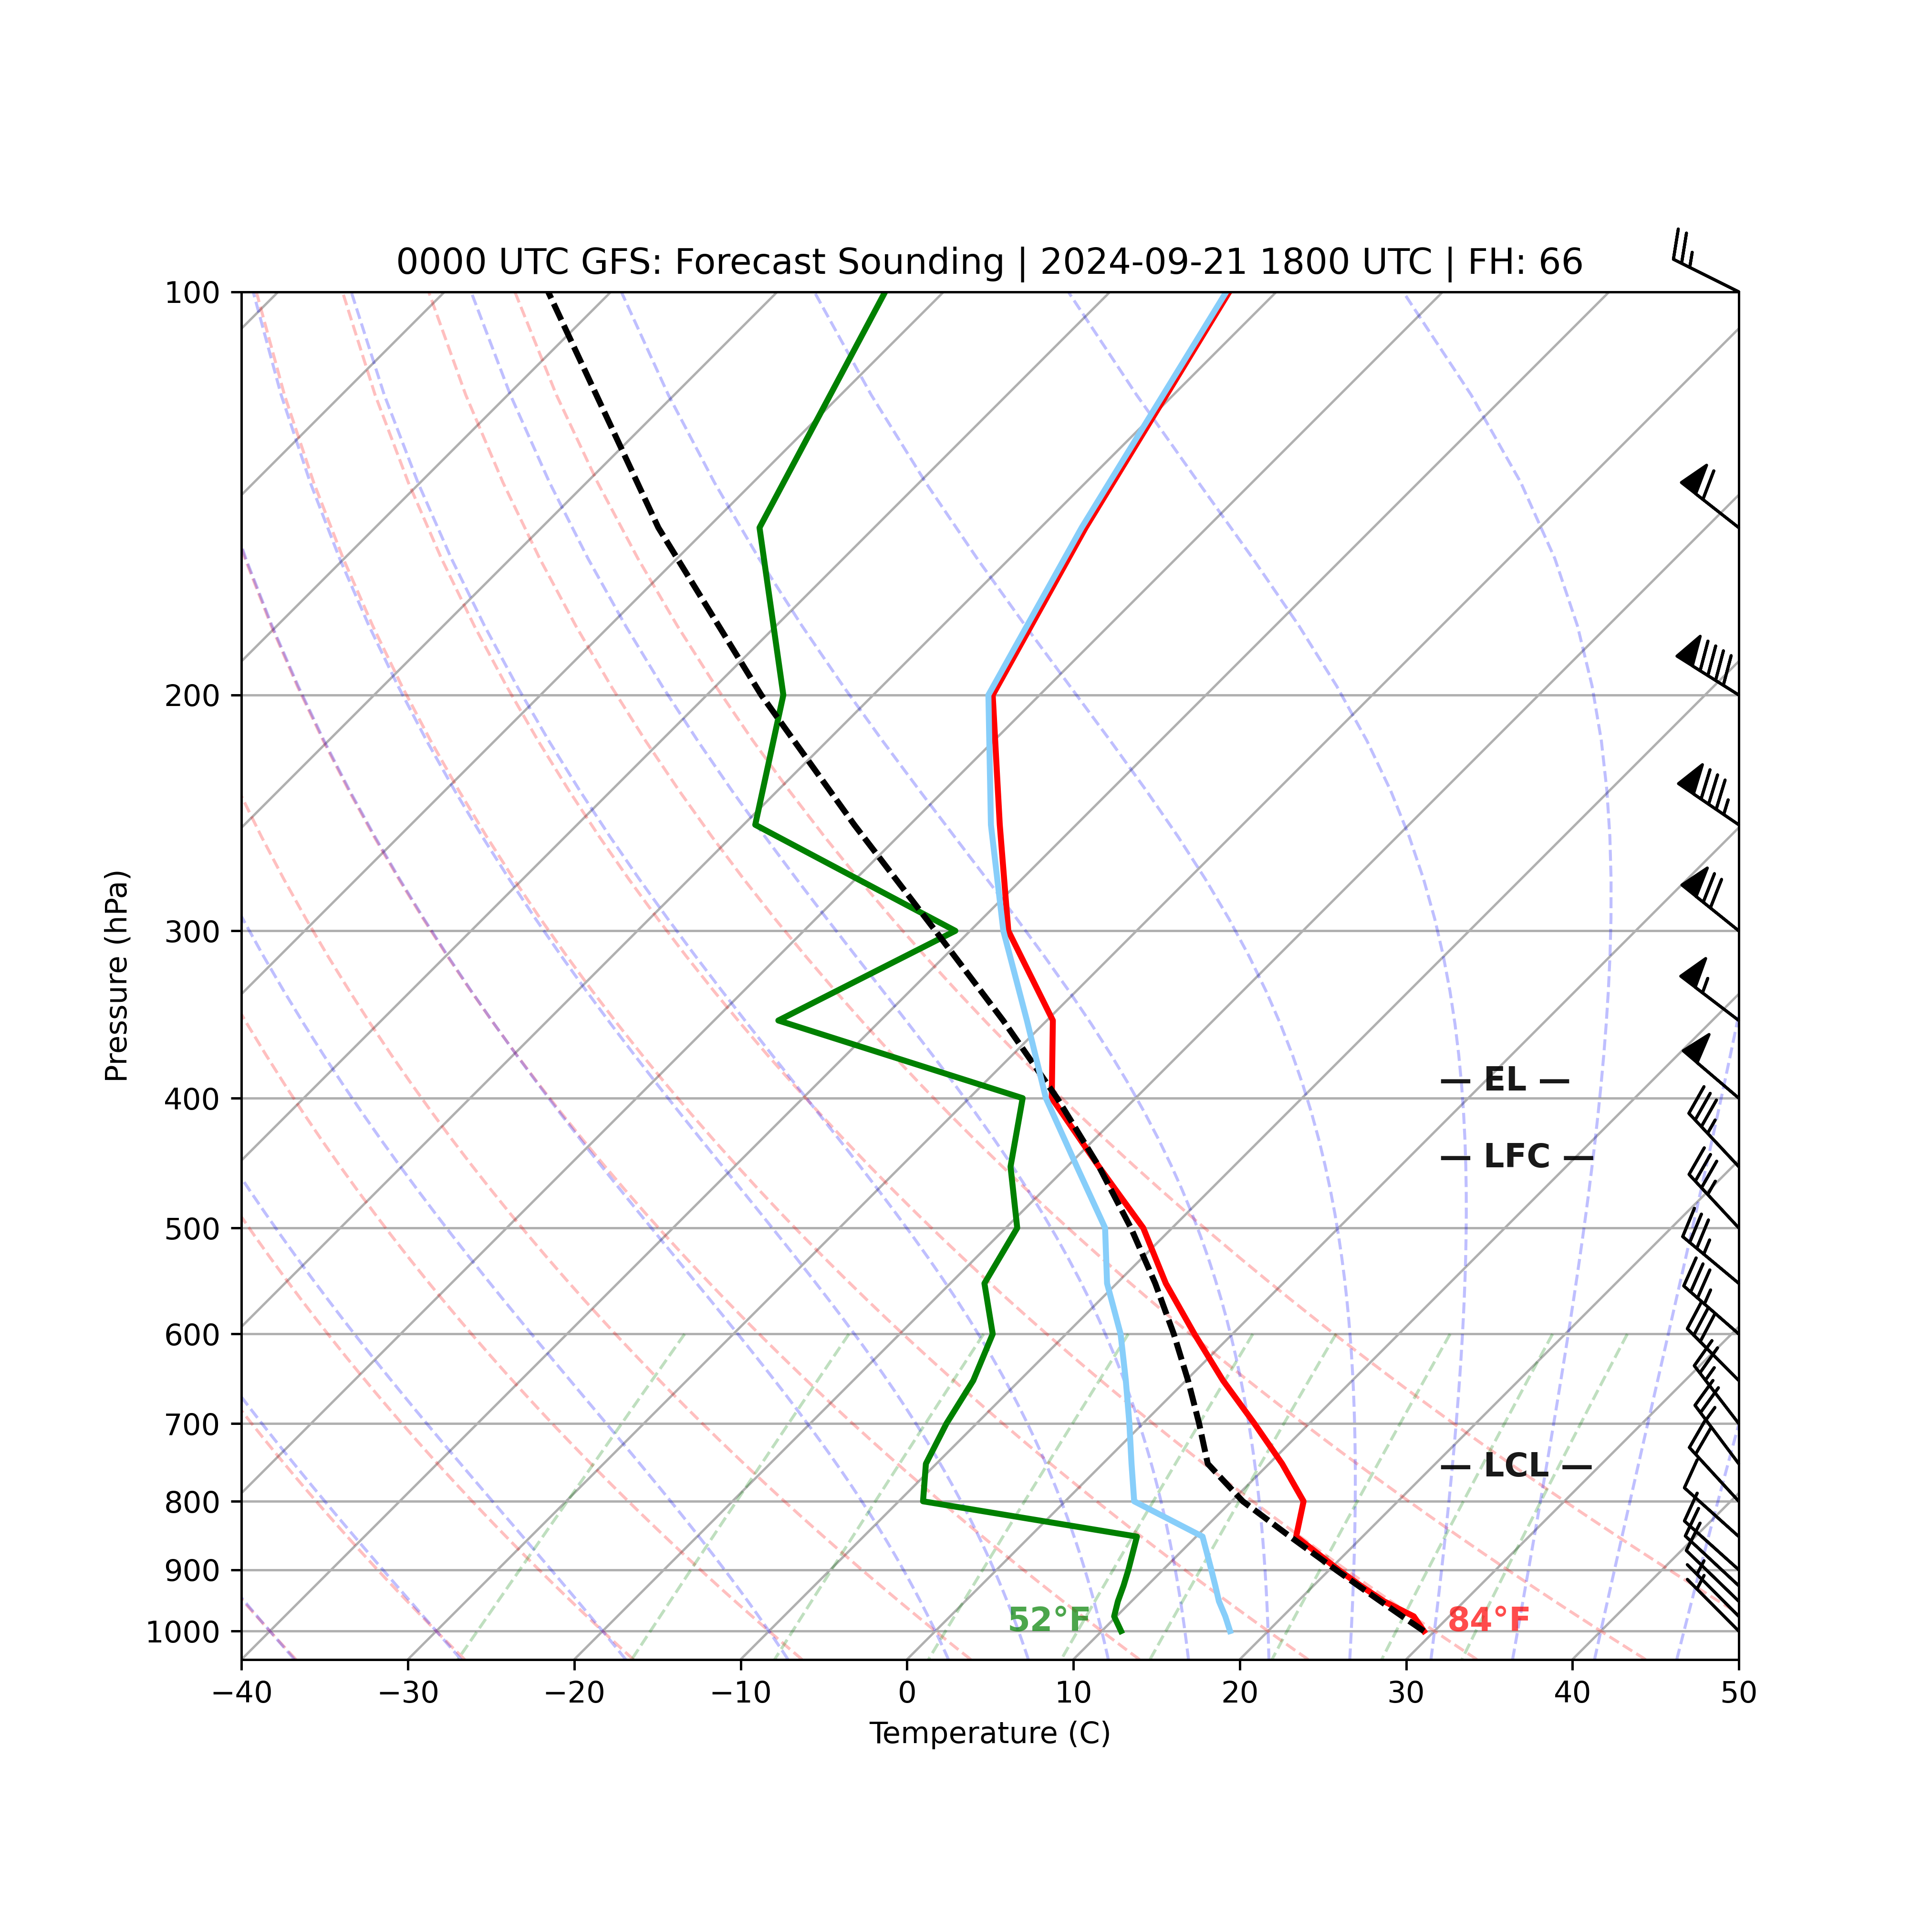 0000 UTC GFS: Forecast Sounding | 2024-09-21 1800 UTC | FH: 66
100
200
300
Pressure (hPa)
— EL —
400
— LFC —
500
600
700
— LCL —
800
900
52°F
84°F
1000
−40
−30
−20
−10
0
10
20
30
40
50
Temperature (C)